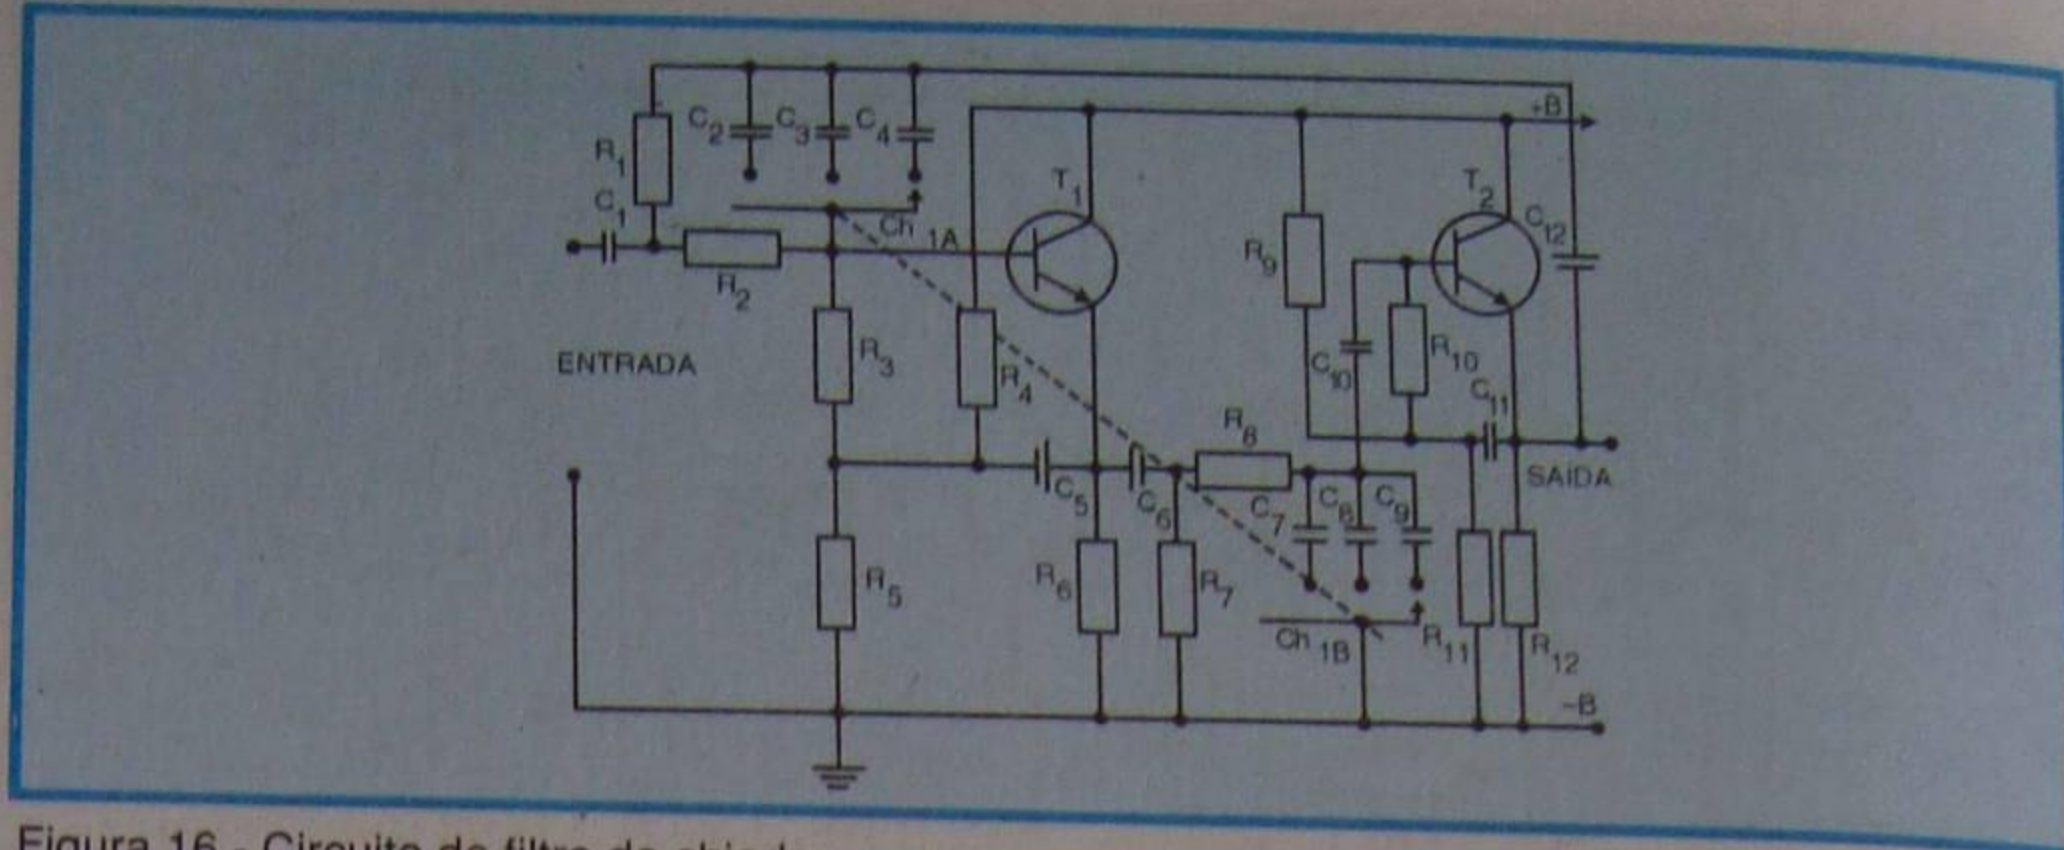 C2 C3 C4
+B
R1
T1
T2
C1
C12
Ch 1A
R9
R2
ENTRADA
R3
R4
C10
R10
C11
R8
SAIDA
C5
C6
C7
C8
C9
R5
R6
R7
Ch 1B
R11
R12
-B
Figura 16 - Circuito do filtro de